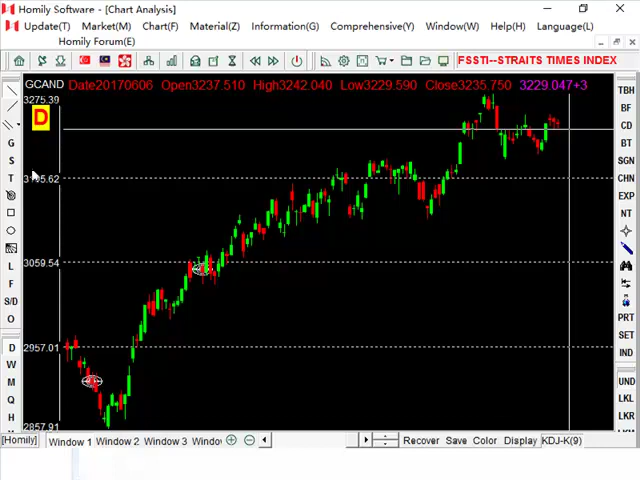 Homily Software - [Chart Analysis]
Update(T) Market(M) Chart(F) Material(Z) Information(G) Comprehensive(Y) Window(W) Help(H) Language(L)
Homily Forum(E)
FSSTI--STRAITS TIMES INDEX
GCAND Date20170606 Open3237.510 High3242.040 Low3229.590 Close3235.750 3229.047+3
3275.39
D
3059.54
2957.01
2857.91
G
S
T
L
F
S/D
O
D
W
M
Q
H
TBH
BF
CD
BT
SGN
CHN
EXP
NT
PRT
SET
IND
UND
LKL
LKR
[Homily] Window 1 Window 2 Window 3 Windo Recover Save Color Display KDJ-K(9)